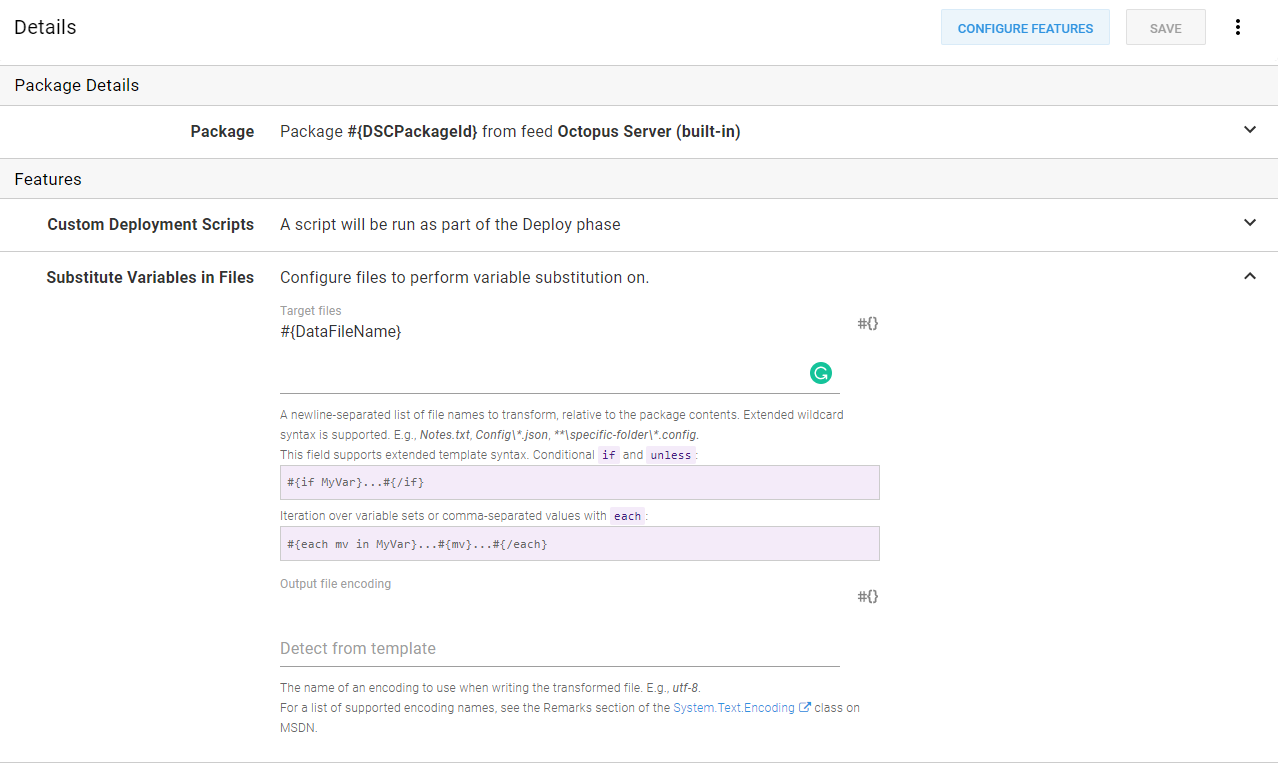 Details
CONFIGURE FEATURES
SAVE
Package Details
Package
Package #{DSCPackageId} from feed Octopus Server (built-in)
Features
Custom Deployment Scripts
A script will be run as part of the Deploy phase
Substitute Variables in Files
Configure files to perform variable substitution on.
Target files
#{DataFileName}
#{}
A newline-separated list of file names to transform, relative to the package contents. Extended wildcard
syntax is supported. E.g., Notes.txt, Config\*.json, **\specific-folder\*.config.
This field supports extended template syntax. Conditional if and unless:
#{if MyVar}...#{/if}
Iteration over variable sets or comma-separated values with each:
#{each mv in MyVar}...#{mv}...#{/each}
Output file encoding
#{}
Detect from template
The name of an encoding to use when writing the transformed file. E.g., utf-8.
For a list of supported encoding names, see the Remarks section of the System.Text.Encoding class on
MSDN.